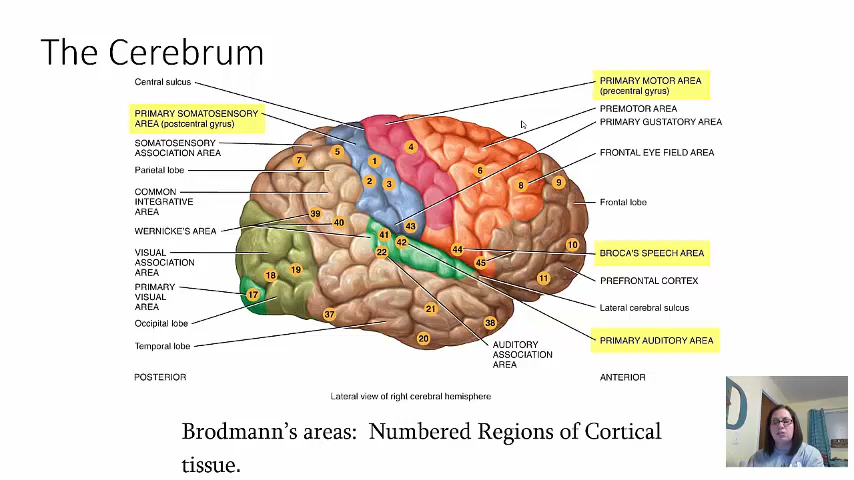 The Cerebrum
Central sulcus
PRIMARY SOMATOSENSORY
AREA (postcentral gyrus)
SOMATOSENSORY
ASSOCIATION AREA
Parietal lobe
COMMON
INTEGRATIVE
AREA
WERNICKE'S AREA
VISUAL
ASSOCIATION
AREA
PRIMARY
VISUAL
AREA
Occipital lobe
Temporal lobe
POSTERIOR
PRIMARY MOTOR AREA
(precentral gyrus)
PREMOTOR AREA
PRIMARY GUSTATORY AREA
FRONTAL EYE FIELD AREA
Frontal lobe
BROCA'S SPEECH AREA
PREFRONTAL CORTEX
Lateral cerebral sulcus
PRIMARY AUDITORY AREA
AUDITORY
ASSOCIATION
AREA
ANTERIOR
4
5
7
1
6
2
3
8
9
39
40
43
41
42
22
44
45
10
11
19
18
17
37
21
38
20
Lateral view of right cerebral hemisphere
Brodmann's areas: Numbered Regions of Cortical
tissue.